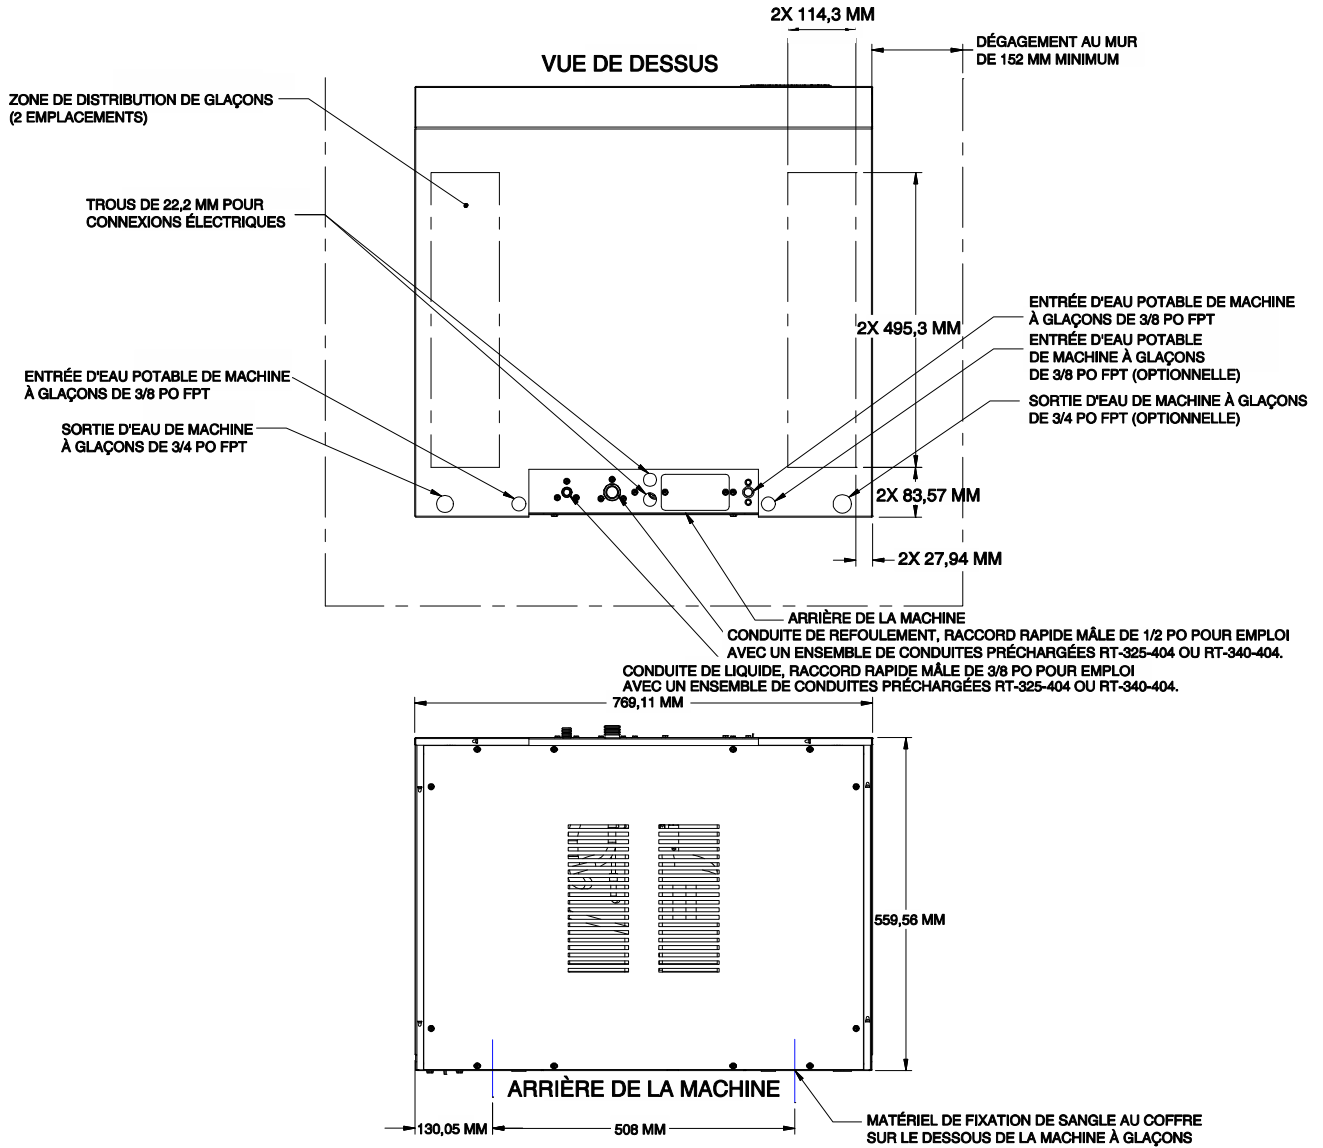 2X 114,3 MM
DÉGAGEMENT AU MUR
DE 152 MM MINIMUM
VUE DE DESSUS
ZONE DE DISTRIBUTION DE GLAÇONS
(2 EMPLACEMENTS)
TROUS DE 22,2 MM POUR
CONNEXIONS ÉLECTRIQUES
ENTRÉE D'EAU POTABLE DE MACHINE
À GLAÇONS DE 3/8 PO FPT
2X 495,3 MM
ENTRÉE D'EAU POTABLE
DE MACHINE À GLAÇONS
DE 3/8 PO FPT (OPTIONNELLE)
ENTRÉE D'EAU POTABLE DE MACHINE
À GLAÇONS DE 3/8 PO FPT
SORTIE D'EAU DE MACHINE À GLAÇONS
DE 3/4 PO FPT (OPTIONNELLE)
SORTIE D'EAU DE MACHINE
À GLAÇONS DE 3/4 PO FPT
2X 83,57 MM
2X 27,94 MM
ARRIÈRE DE LA MACHINE
CONDUITE DE REFOULEMENT, RACCORD RAPIDE MÂLE DE 1/2 PO POUR EMPLOI
AVEC UN ENSEMBLE DE CONDUITES PRÉCHARGÉES RT-325-404 OU RT-340-404.
CONDUITE DE LIQUIDE, RACCORD RAPIDE MÂLE DE 3/8 PO POUR EMPLOI
AVEC UN ENSEMBLE DE CONDUITES PRÉCHARGÉES RT-325-404 OU RT-340-404.
769,11 MM
559,56 MM
ARRIÈRE DE LA MACHINE
130,05 MM
508 MM
MATÉRIEL DE FIXATION DE SANGLE AU COFFRE
SUR LE DESSOUS DE LA MACHINE À GLAÇONS